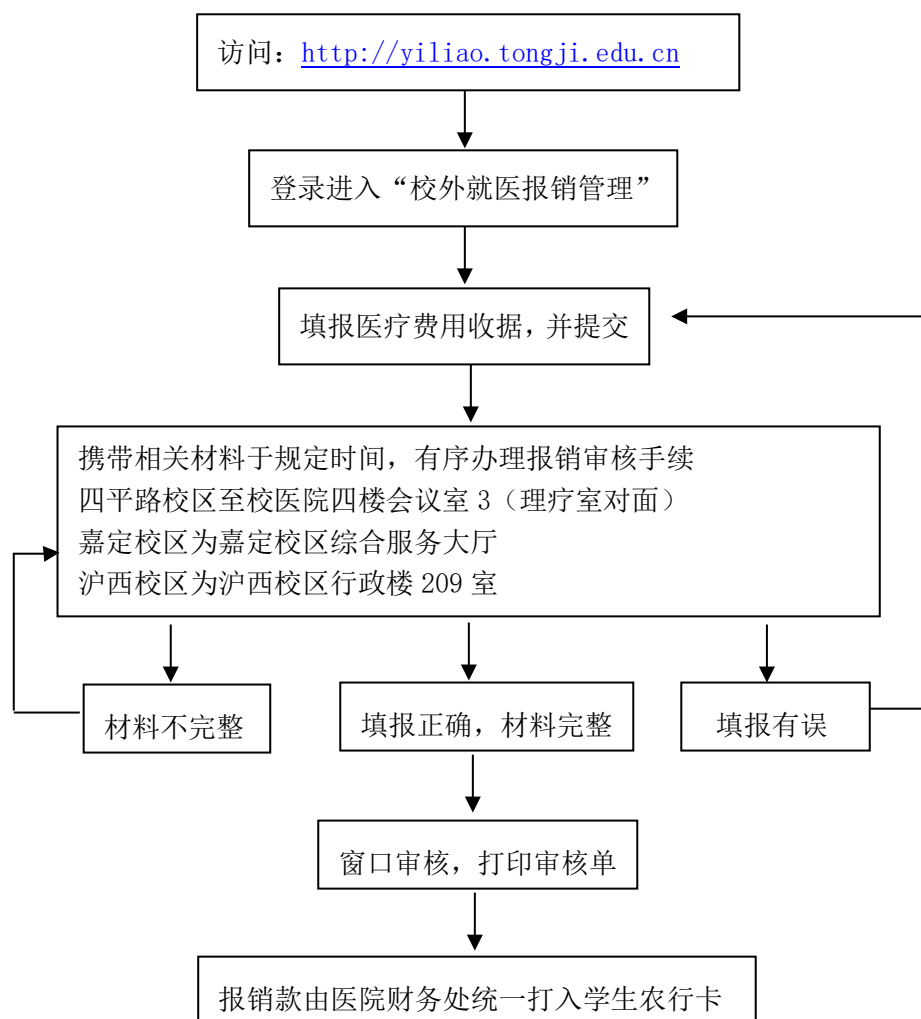 访问：http://yiliao.tongji.edu.cn
登录进入“校外就医报销管理”
填报医疗费用收据，并提交
携带相关材料于规定时间，有序办理报销审核手续
四平路校区至校医院四楼会议室 3（理疗室对面）
嘉定校区为嘉定校区综合服务大厅
沪西校区为沪西校区行政楼 209 室
材料不完整
填报正确，材料完整
填报有误
窗口审核，打印审核单
报销款由医院财务处统一打入学生农行卡